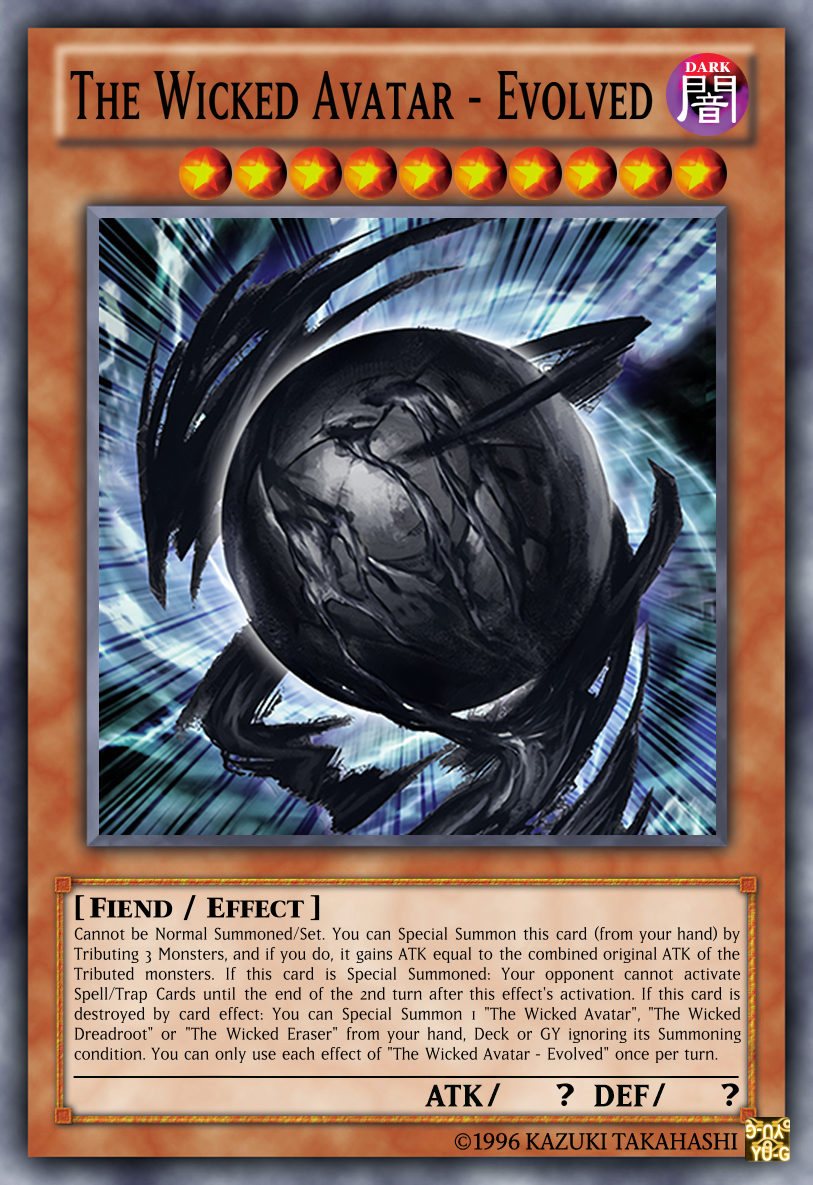 The Wicked Avatar - Evolved
DARK
闇
[ Fiend / Effect ]
Cannot be Normal Summoned/Set. You can Special Summon this card (from your hand) by
Tributing 3 Monsters, and if you do, it gains ATK equal to the combined original ATK of the
Tributed monsters. If this card is Special Summoned: Your opponent cannot activate
Spell/Trap Cards until the end of the 2nd turn after this effect's activation. If this card is
destroyed by card effect: You can Special Summon 1 "The Wicked Avatar", "The Wicked
Dreadroot" or "The Wicked Eraser" from your hand, Deck or GY ignoring its Summoning
condition. You can only use each effect of "The Wicked Avatar - Evolved" once per turn.
ATK/ ? DEF/ ?
©1996 KAZUKI TAKAHASHI